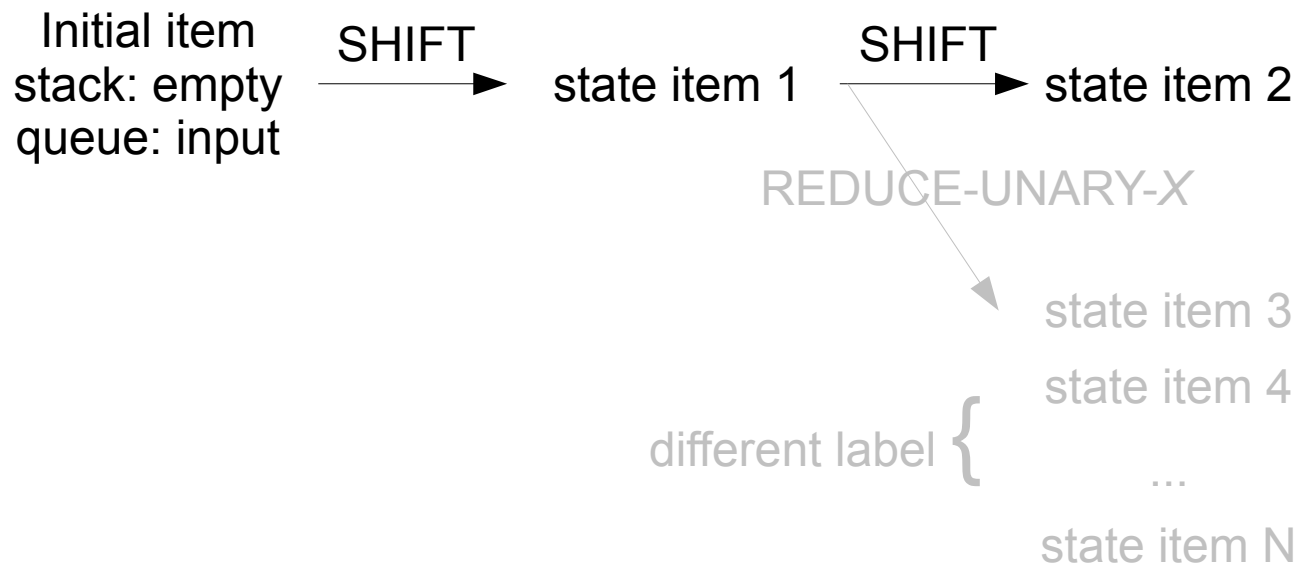 Initial item
stack: empty
queue: input
SHIFT
state item 1
SHIFT
state item 2
REDUCE-UNARY-X
state item 3
state item 4
different label {
...
state item N